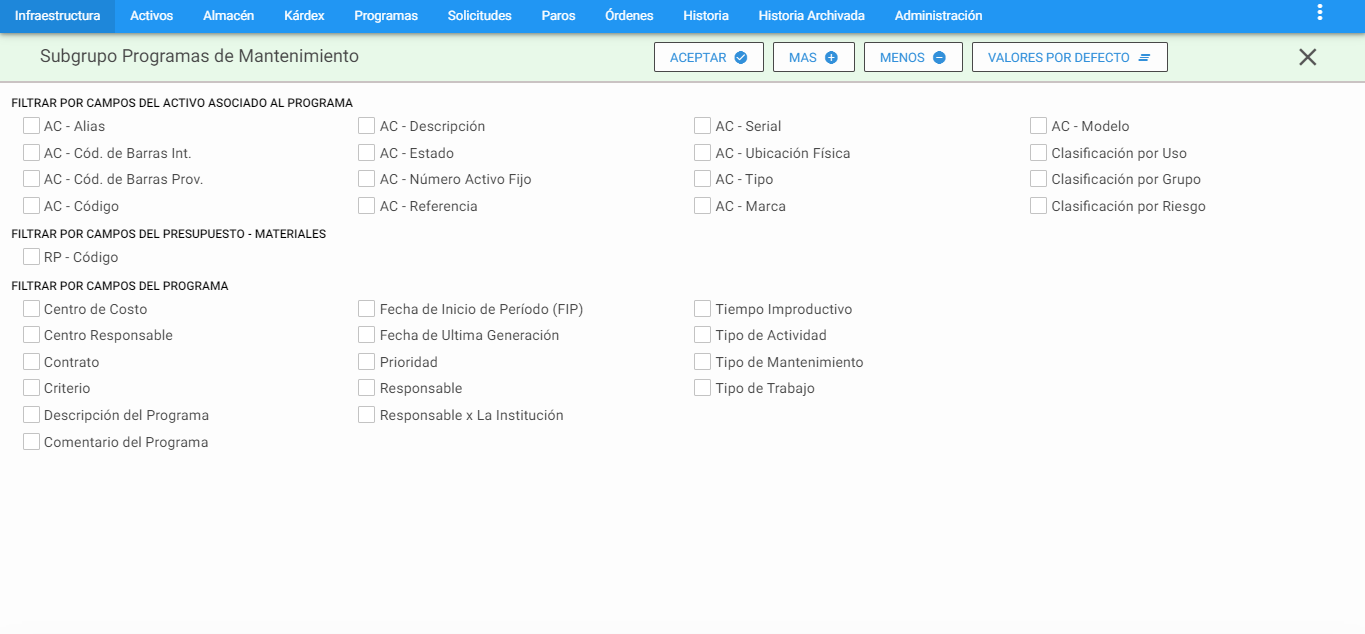 Infraestructura Activos Almacén Kárdex Programas Solicitudes Paros Órdenes Historia Historia Archivada Administración
Subgrupo Programas de Mantenimiento ACEPTAR MAS MENOS VALORES POR DEFECTO
FILTRAR POR CAMPOS DEL ACTIVO ASOCIADO AL PROGRAMA
AC - Alias AC - Descripción AC - Serial AC - Modelo
AC - Cód. de Barras Int. AC - Estado AC - Ubicación Física Clasificación por Uso
AC - Cód. de Barras Prov. AC - Número Activo Fijo AC - Tipo Clasificación por Grupo
AC - Código AC - Referencia AC - Marca Clasificación por Riesgo
FILTRAR POR CAMPOS DEL PRESUPUESTO - MATERIALES
RP - Código
FILTRAR POR CAMPOS DEL PROGRAMA
Centro de Costo Fecha de Inicio de Período (FIP) Tiempo Improductivo
Centro Responsable Fecha de Ultima Generación Tipo de Actividad
Contrato Prioridad Tipo de Mantenimiento
Criterio Responsable Tipo de Trabajo
Descripción del Programa Responsable x La Institución
Comentario del Programa